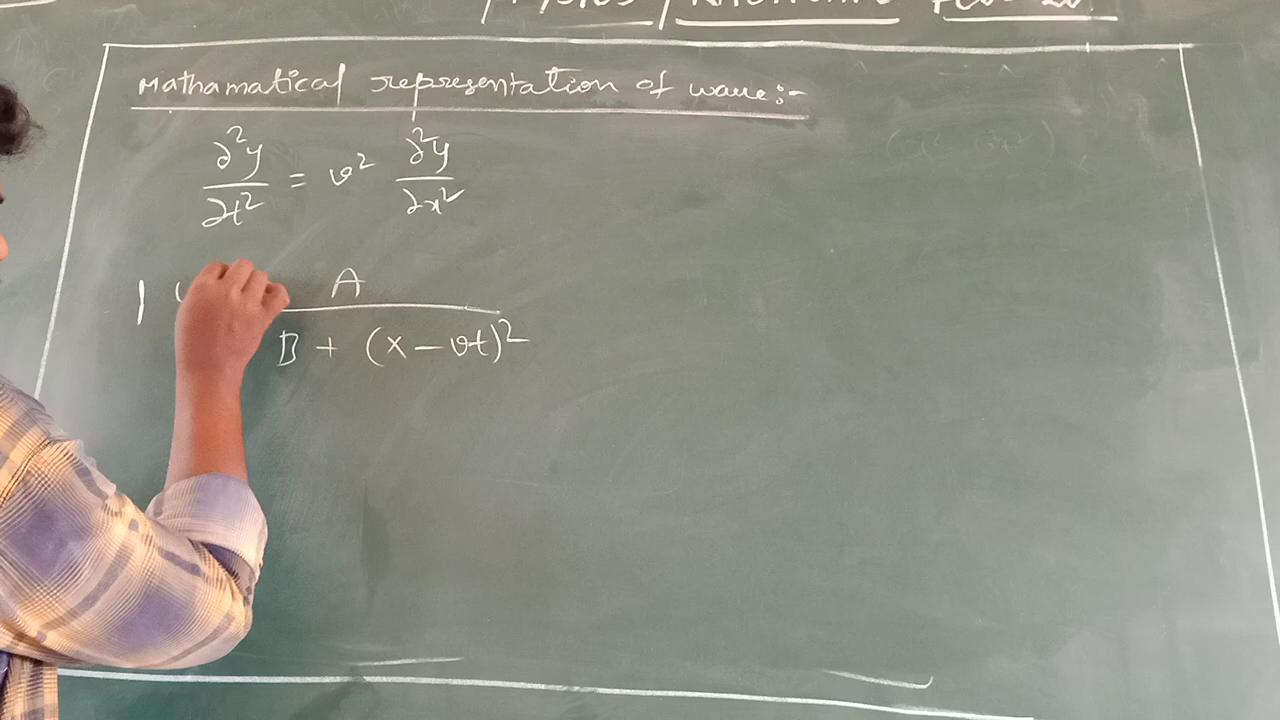 Mathamatical representation of wave:-
∂²y/∂t² = v² ∂²y/∂x²
A / B + (x - vt)²